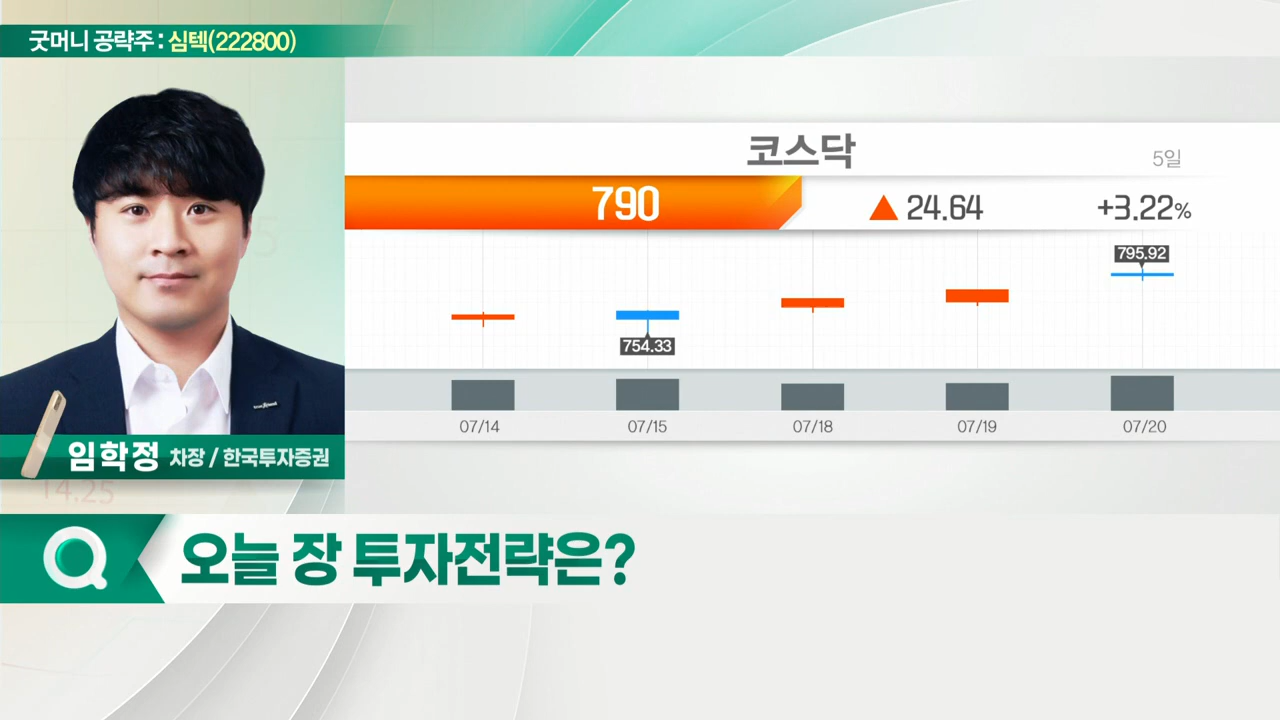 굿머니 공략주 : 심텍(222800)
코스닥
5일
790
▲ 24.64
+3.22%
795.92
754.33
07/14
07/15
07/18
07/19
07/20
임학정 차장 / 한국투자증권
14.25
Q 오늘 장 투자전략은?